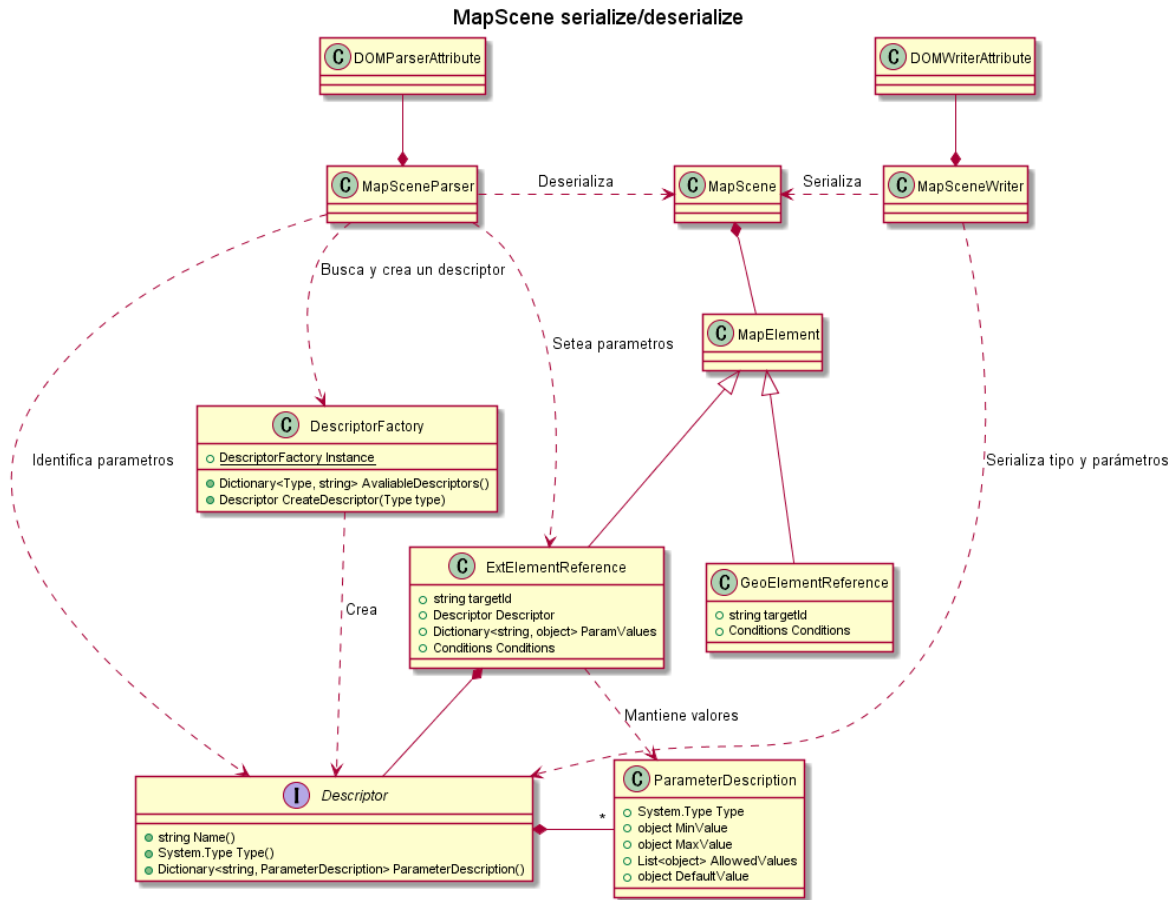 MapScene serialize/deserialize
C DOMParserAttribute
C DOMWriterAttribute
C MapSceneParser
Deserializa
C MapScene
Serializa
C MapSceneWriter
Busca y crea un descriptor
C MapElement
Setea parametros
Identifica parametros
C DescriptorFactory
DescriptorFactory Instance
Dictionary<Type, string> AvaliableDescriptors()
Descriptor CreateDescriptor(Type type)
Serializa tipo y parámetros
C ExtElementReference
string targetId
Descriptor Descriptor
Dictionary<string, object> ParamValues
Conditions Conditions
C GeoElementReference
string targetId
Conditions Conditions
Crea
Mantiene valores
I Descriptor
string Name()
System.Type Type()
Dictionary<string, ParameterDescription> ParameterDescription()
*
C ParameterDescription
System.Type Type
object MinValue
object MaxValue
List<object> AllowedValues
object DefaultValue